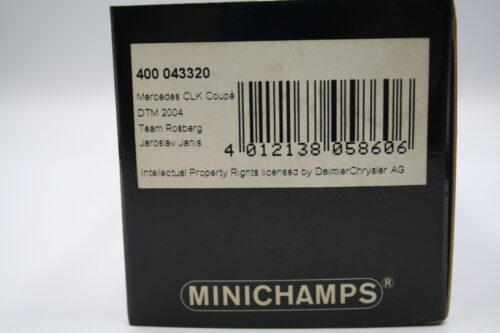 400 043320
Mercedes CLK Coupé
DTM 2004
Team Rosberg
Jaroslav Janis
4 012138 058606
Intellectual Property Rights licensed by DaimlerChrysler AG
MINICHAMPS®